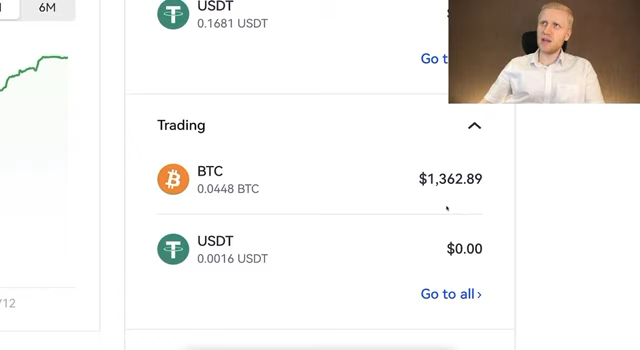 6M
USDT
0.1681 USDT
Go t
Trading
BTC
0.0448 BTC
$1,362.89
USDT
0.0016 USDT
$0.00
Go to all ›
/12